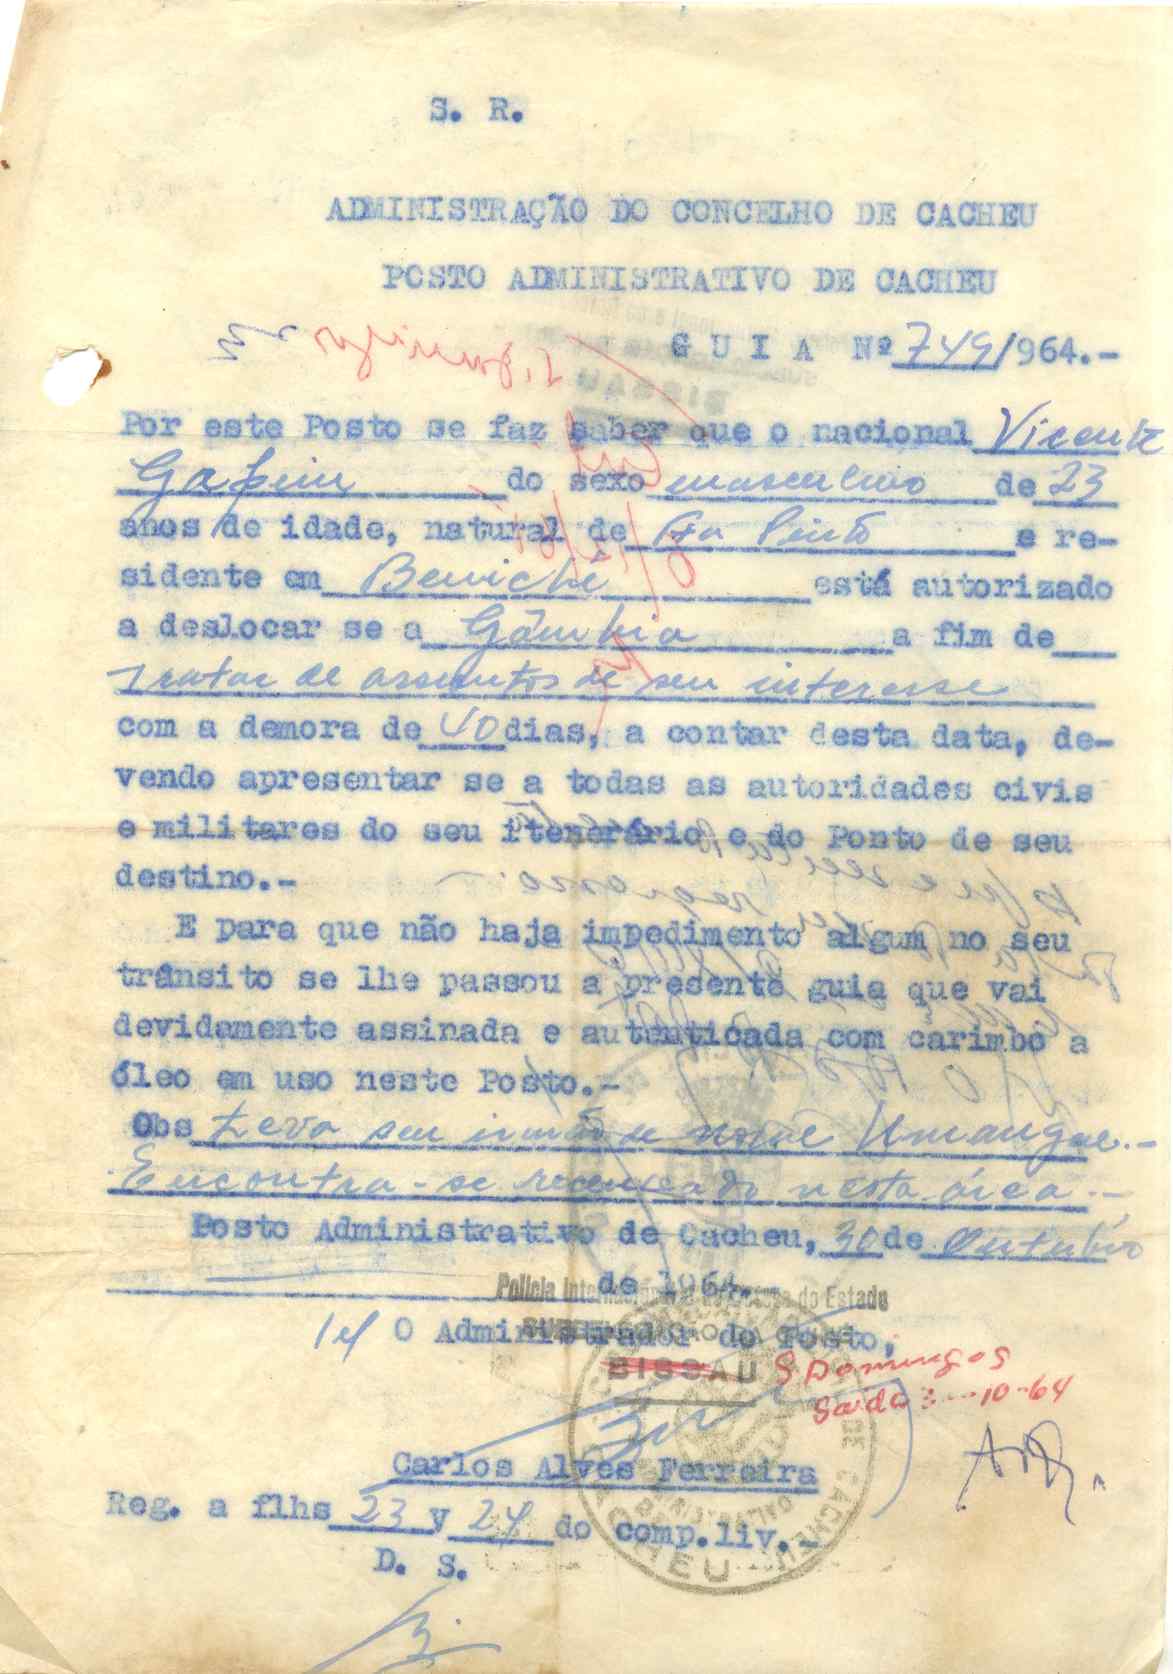 S. R.
ADMINISTRAÇÃO DO CONCELHO DE CACHEU
POSTO ADMINISTRATIVO DE CACHEU
G U I A Nº 749/964.-
Por este Posto se faz saber que o nacional Vicente
do sexo masculino de 23
anos de idade, natural de e re-
sidente em está autorizado
a deslocar se a Gâmbia a fim de
tratar de assuntos de seu interesse
com a demora de 40 dias, a contar desta data, de-
vendo apresentar se a todas as autoridades civis
e militares do seu itenerário e do Ponto de seu
destino.-
E para que não haja impedimento algum no seu
trânsito se lhe passou a presente guia que vai
devidamente assinada e autenticada com carimbo a
óleo em uso neste Posto.-
Obs Leva seu irmão de nome Umangue.-
Encontra-se recenseado nesta área.-
Posto Administrativo de Cacheu, 30 de Outubro
de 1964.
Policia Internacional e de Defesa do Estado
O Administrador do Posto,
BISSAU S Domingos
Saida 3 -10-64
Carlos Alves Ferreira
Reg. a flhs 23 v 24 do comp.liv.
D. S.
DE CACHEU